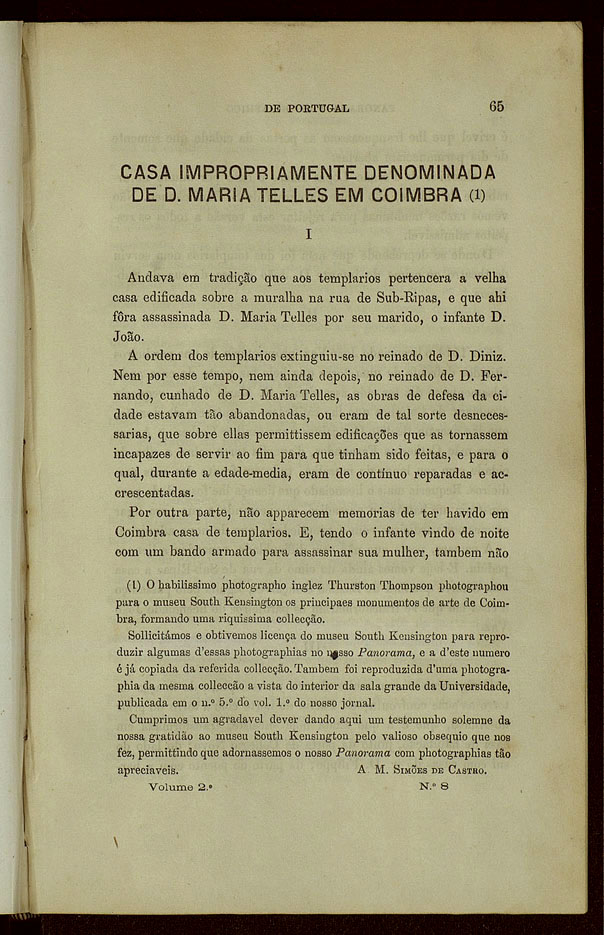 DE PORTUGAL 65
CASA IMPROPRIAMENTE DENOMINADA
DE D. MARIA TELLES EM COIMBRA (1)
I
Andava em tradição que aos templarios pertencera a velha
casa edificada sobre a muralha na rua de Sub-Ripas, e que ahi
fôra assassinada D. Maria Telles por seu marido, o infante D.
João.
A ordem dos templarios extinguiu-se no reinado de D. Diniz.
Nem por esse tempo, nem ainda depois, no reinado de D. Fer-
nando, cunhado de D. Maria Telles, as obras de defesa da ci-
dade estavam tão abandonadas, ou eram de tal sorte desneces-
sarias, que sobre ellas permittissem edificações que as tornassem
incapazes de servir ao fim para que tinham sido feitas, e para o
qual, durante a edade-media, eram de contínuo reparadas e ac-
crescentadas.
Por outra parte, não apparecem memorias de ter havido em
Coimbra casa de templarios. E, tendo o infante vindo de noite
com um bando armado para assassinar sua mulher, tambem não
(1) O habilissimo photographo inglez Thurston Thompson photographou
para o museu South Kensington os principaes monumentos de arte de Coim-
bra, formando uma riquissima collecção.
Sollicitámos e obtivemos licença do museu South Kensington para repro-
duzir algumas d'essas photographias no nosso Panorama, e a d'este numero
é já copiada da referida collecção. Tambem foi reproduzida d'uma photogra-
phia da mesma collecção a vista do interior da sala grande da Universidade,
publicada em o n.º 5.º do vol. 1.º do nosso jornal.
Cumprimos um agradavel dever dando aqui um testemunho solemne da
nossa gratidão ao museu South Kensington pelo valioso obsequio que nos
fez, permittindo que adornassemos o nosso Panorama com photographias tão
apreciaveis. A M. SIMÕES DE CASTRO.
Volume 2.º N.º 8